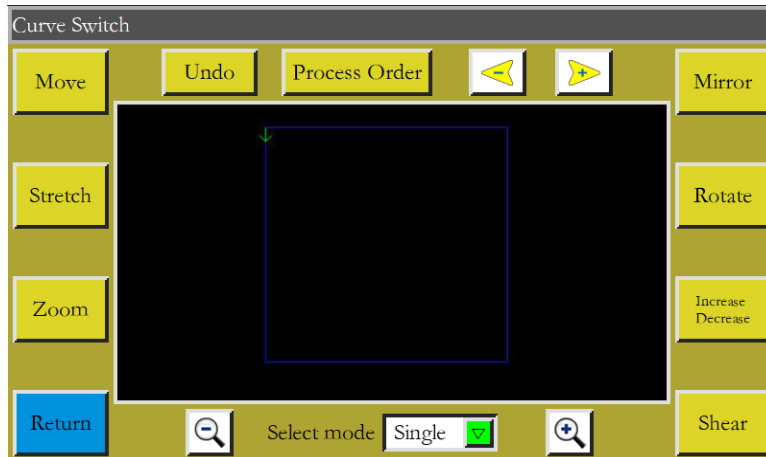 Curve Switch
Move
Undo
Process Order
-
+
Mirror
Stretch
Rotate
Zoom
Increase
Decrease
Return
Select mode
Single
Shear